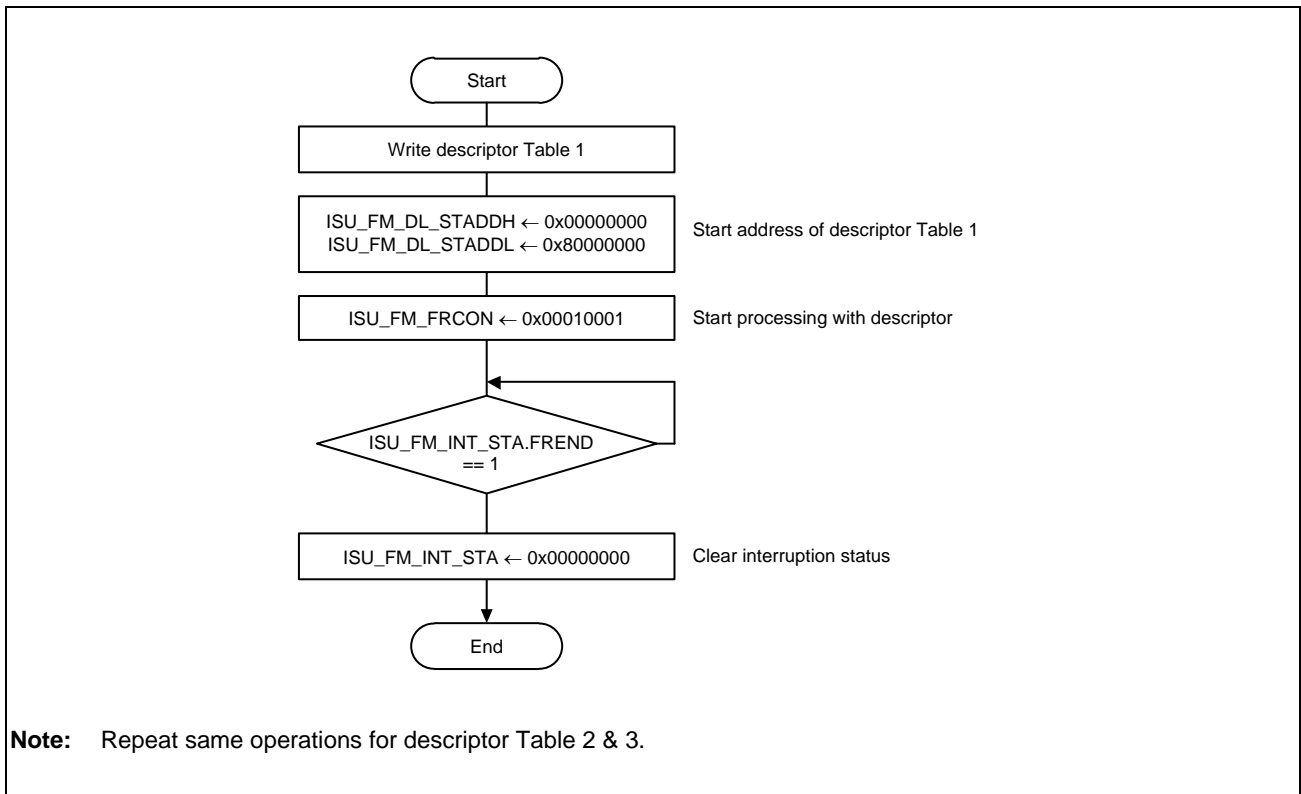 Start
Write descriptor Table 1
ISU_FM_DL_STADDH ← 0x00000000
ISU_FM_DL_STADDL ← 0x80000000
Start address of descriptor Table 1
ISU_FM_FRCON ← 0x00010001
Start processing with descriptor
ISU_FM_INT_STA.FREND
== 1
ISU_FM_INT_STA ← 0x00000000
Clear interruption status
End
Note: Repeat same operations for descriptor Table 2 & 3.